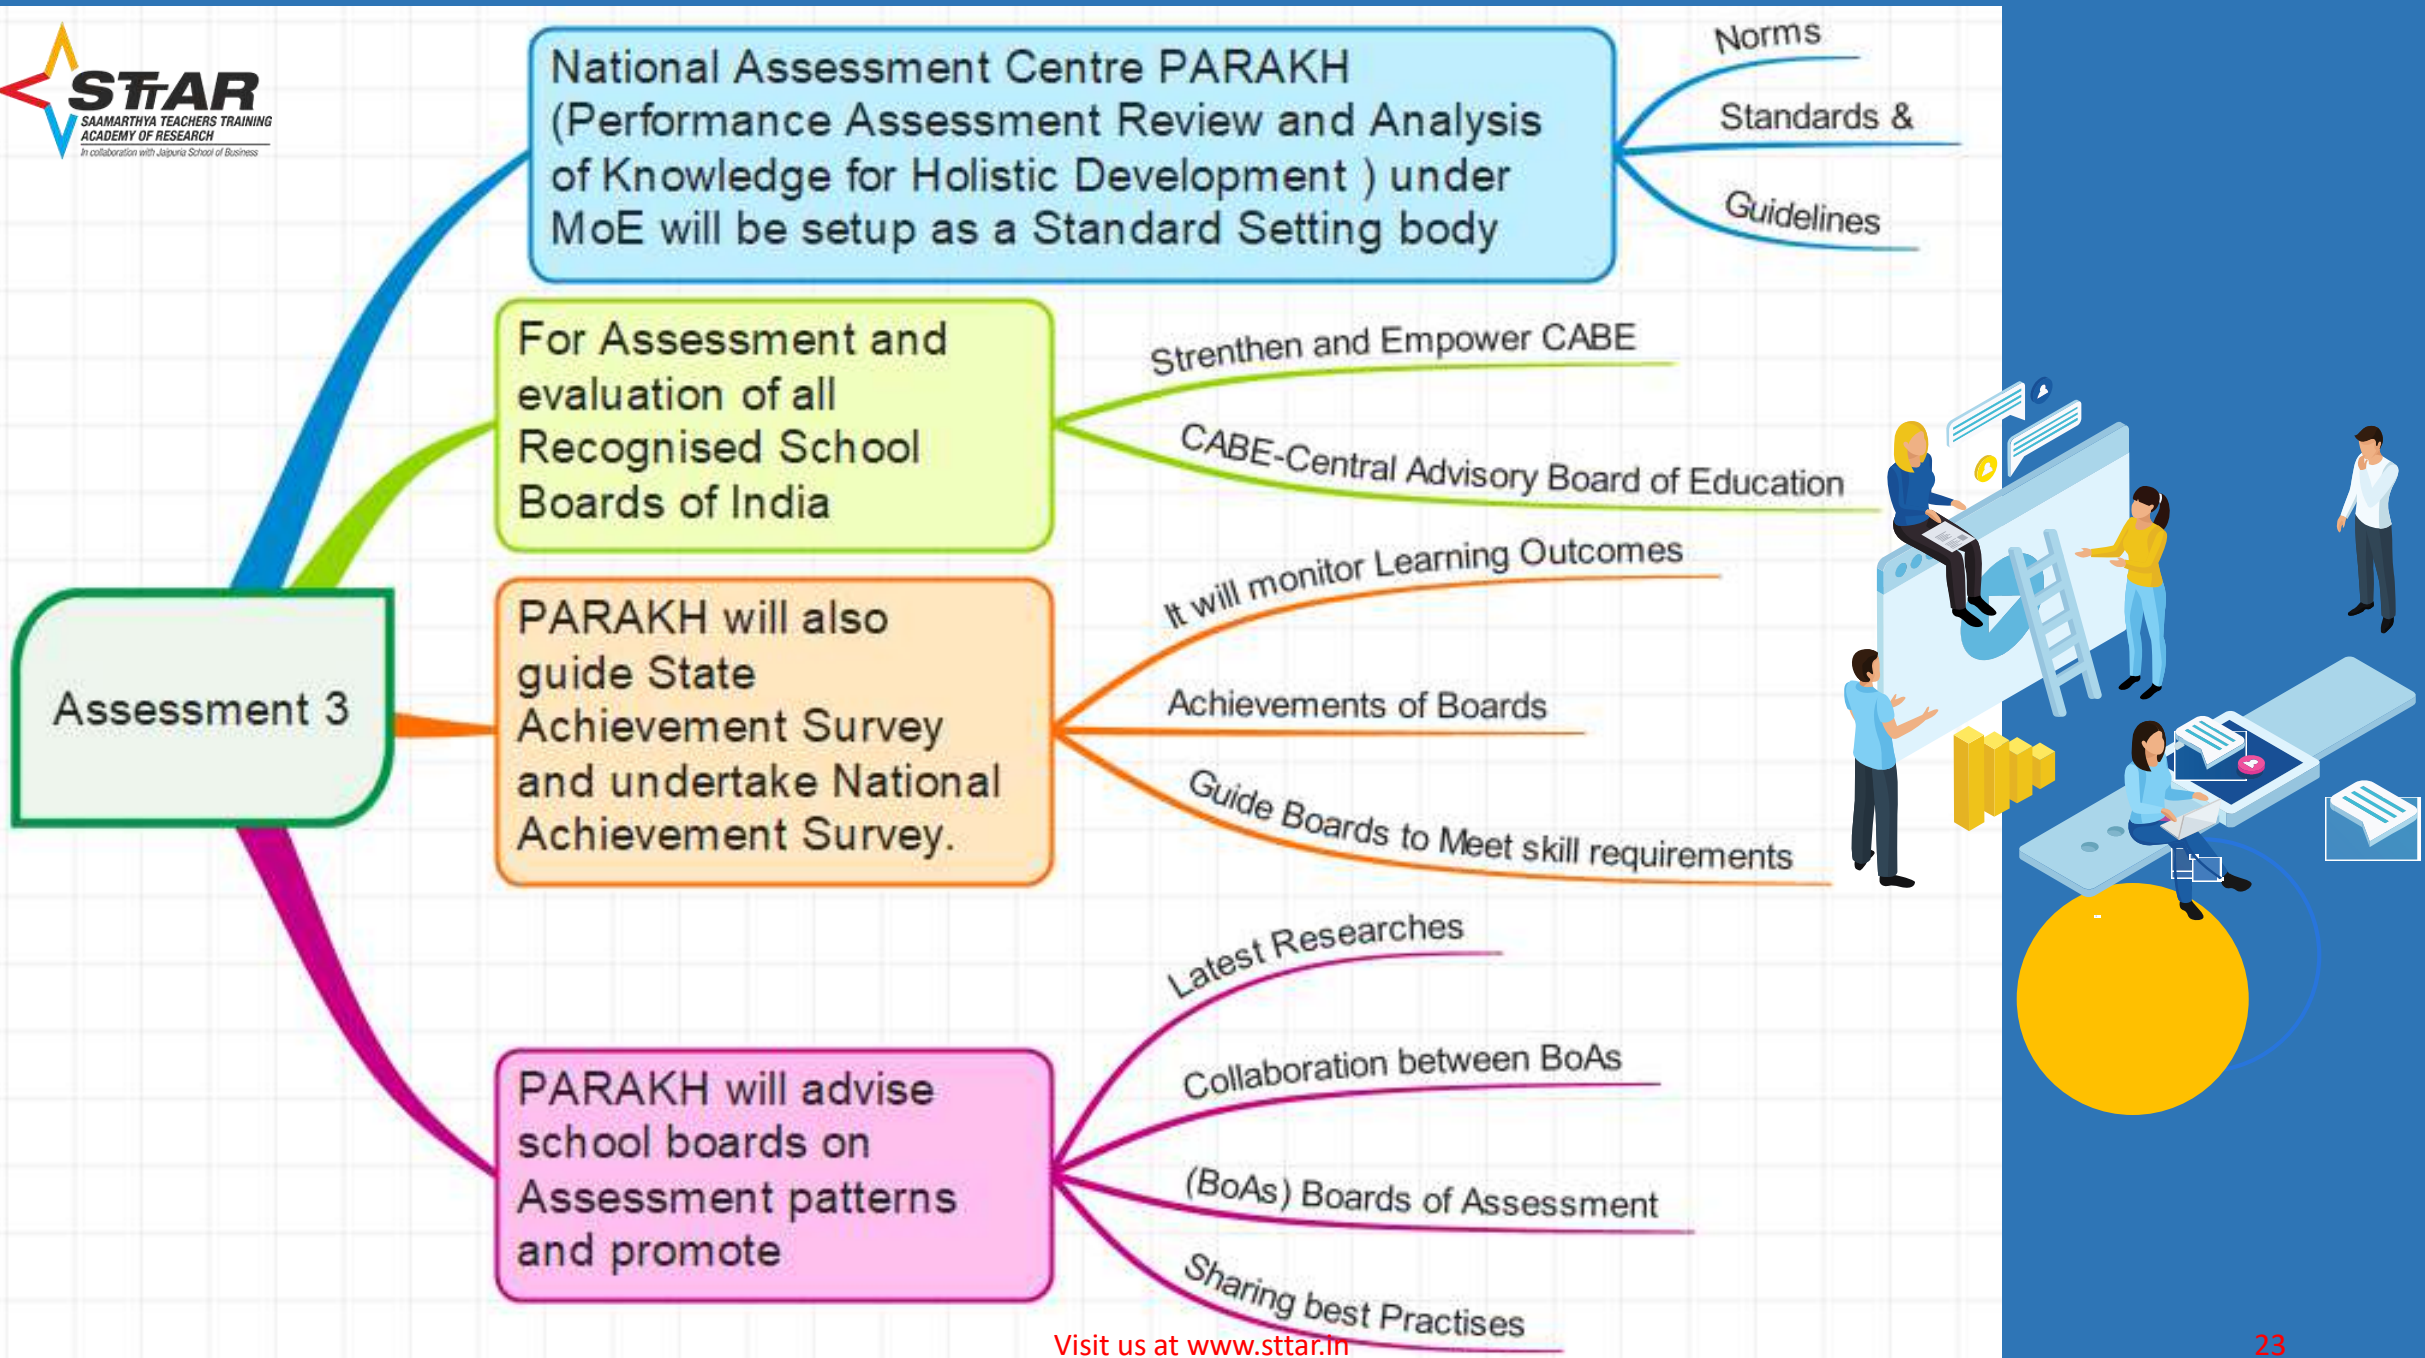 STTAR
SAAMARTHYA TEACHERS TRAINING
ACADEMY OF RESEARCH
In collaboration with Jaipuria School of Business
National Assessment Centre PARAKH
(Performance Assessment Review and Analysis
of Knowledge for Holistic Development ) under
MoE will be setup as a Standard Setting body
Norms
Standards &
Guidelines
For Assessment and
evaluation of all
Recognised School
Boards of India
Strenthen and Empower CABE
CABE-Central Advisory Board of Education
Assessment 3
PARAKH will also
guide State
Achievement Survey
and undertake National
Achievement Survey.
It will monitor Learning Outcomes
Achievements of Boards
Guide Boards to Meet skill requirements
PARAKH will advise
school boards on
Assessment patterns
and promote
Latest Researches
Collaboration between BoAs
(BoAs) Boards of Assessment
Sharing best Practises
Visit us at www.sttar.in
23